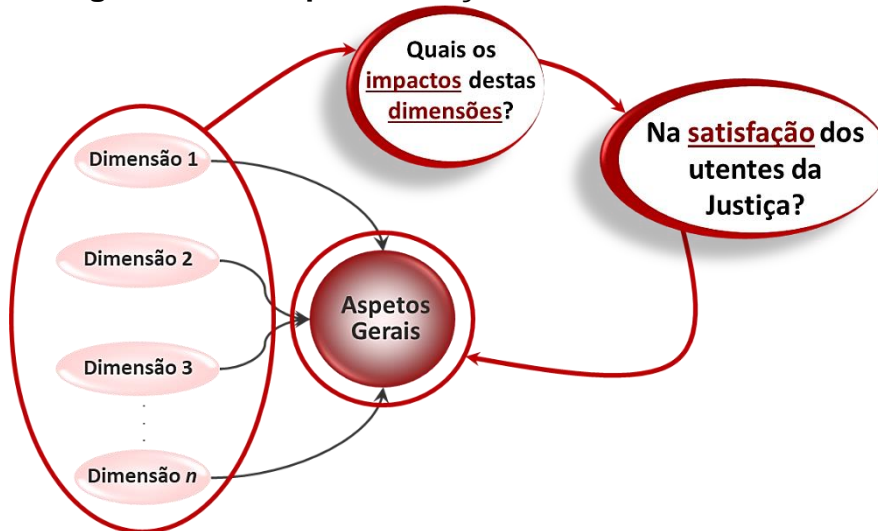 Quais os
impactos destas
dimensões?
Na satisfação dos
utentes da
Justiça?
Dimensão 1
Dimensão 2
Dimensão 3
Dimensão n
Aspetos
Gerais